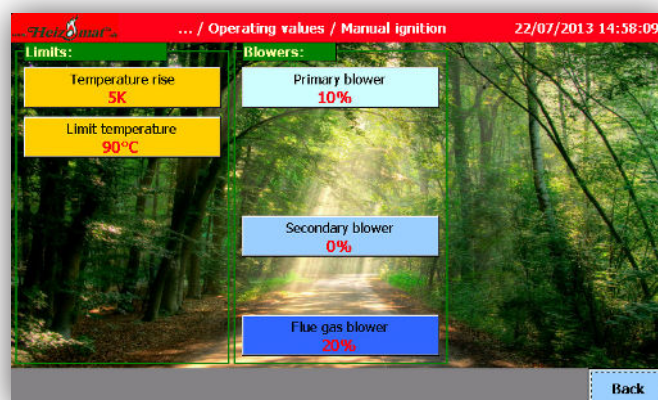 Heizomat
... / Operating values / Manual ignition
22/07/2013 14:58:09
Limits:
Blowers:
Temperature rise
5K
Primary blower
10%
Limit temperature
90°C
Secondary blower
0%
Flue gas blower
20%
Back